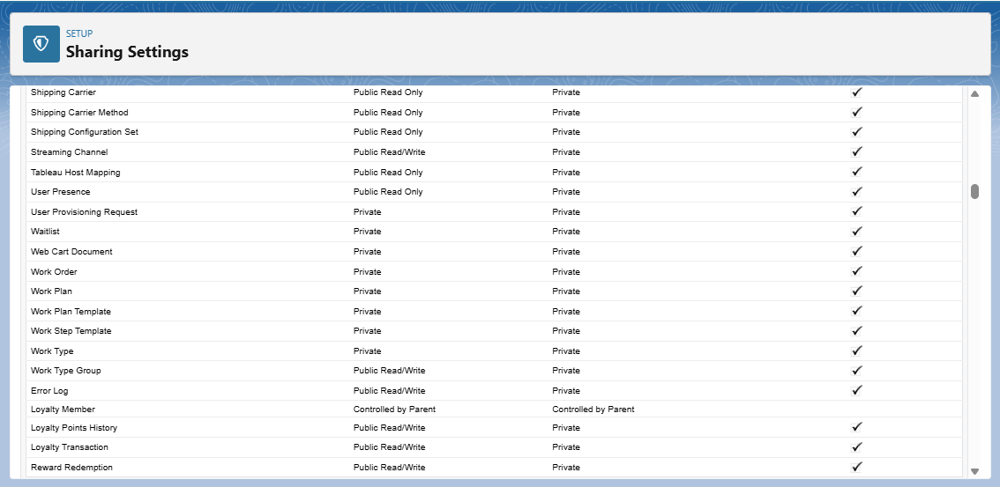 SETUP
Sharing Settings
Shipping Carrier Public Read Only Private
Shipping Carrier Method Public Read Only Private
Shipping Configuration Set Public Read Only Private
Streaming Channel Public Read/Write Private
Tableau Host Mapping Public Read Only Private
User Presence Public Read Only Private
User Provisioning Request Private Private
Waitlist Private Private
Web Cart Document Private Private
Work Order Private Private
Work Plan Private Private
Work Plan Template Private Private
Work Step Template Private Private
Work Type Private Private
Work Type Group Public Read/Write Private
Error Log Public Read/Write Private
Loyalty Member Controlled by Parent Controlled by Parent
Loyalty Points History Public Read/Write Private
Loyalty Transaction Public Read/Write Private
Reward Redemption Public Read/Write Private